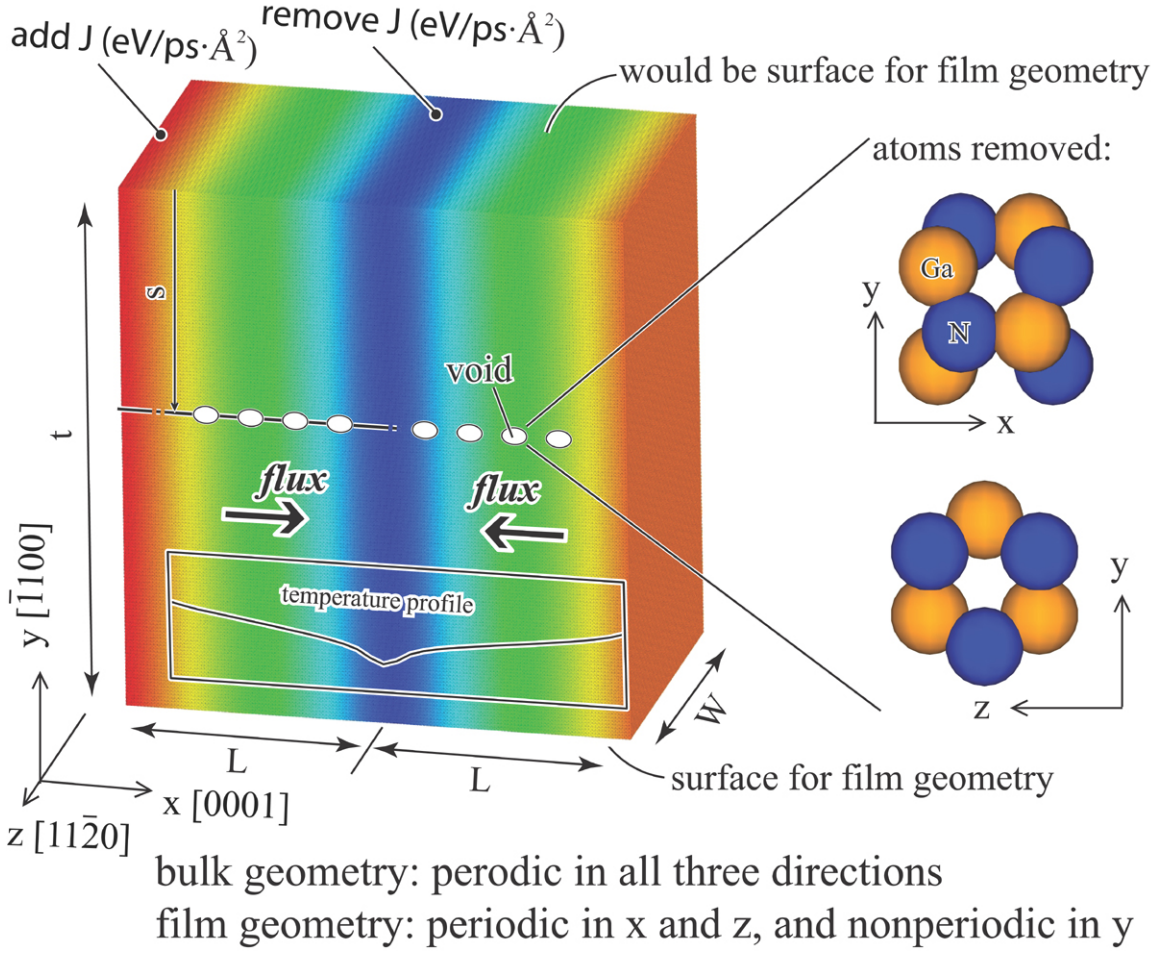 add J (eV/ps·Å²)
remove J (eV/ps·Å²)
would be surface for film geometry
atoms removed:
Ga
N
y
x
s
void
t
flux
flux
temperature profile
y
z
W
L
L
surface for film geometry
y [1̄100]
x [0001]
z [112̄0]
bulk geometry: perodic in all three directions
film geometry: periodic in x and z, and nonperiodic in y